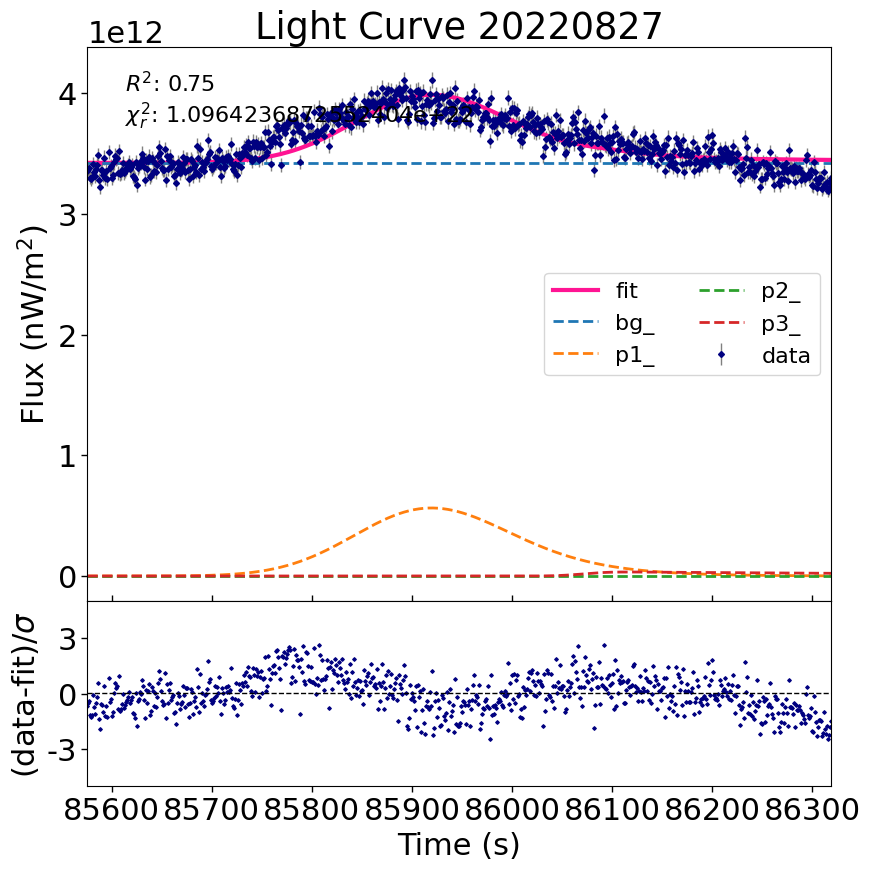 Light Curve 20220827
1e12
R²: 0.75
χ²ᵣ:
4
3
2
1
0
Flux (nW/m²)
fit
bg_
p1_
p2_
p3_
data
3
0
-3
(data-fit)/σ
85600 85700 85800 85900 86000 86100 86200 86300
Time (s)